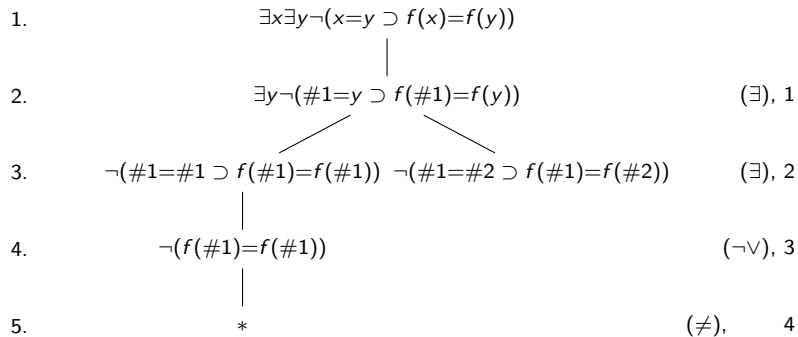 1. ∃x∃y¬(x=y ⊃ f(x)=f(y))
2. ∃y¬(#1=y ⊃ f(#1)=f(y)) (∃), 1
3. ¬(#1=#1 ⊃ f(#1)=f(#1)) ¬(#1=#2 ⊃ f(#1)=f(#2)) (∃), 2
4. ¬(f(#1)=f(#1)) (¬∨), 3
5. * (≠), 4